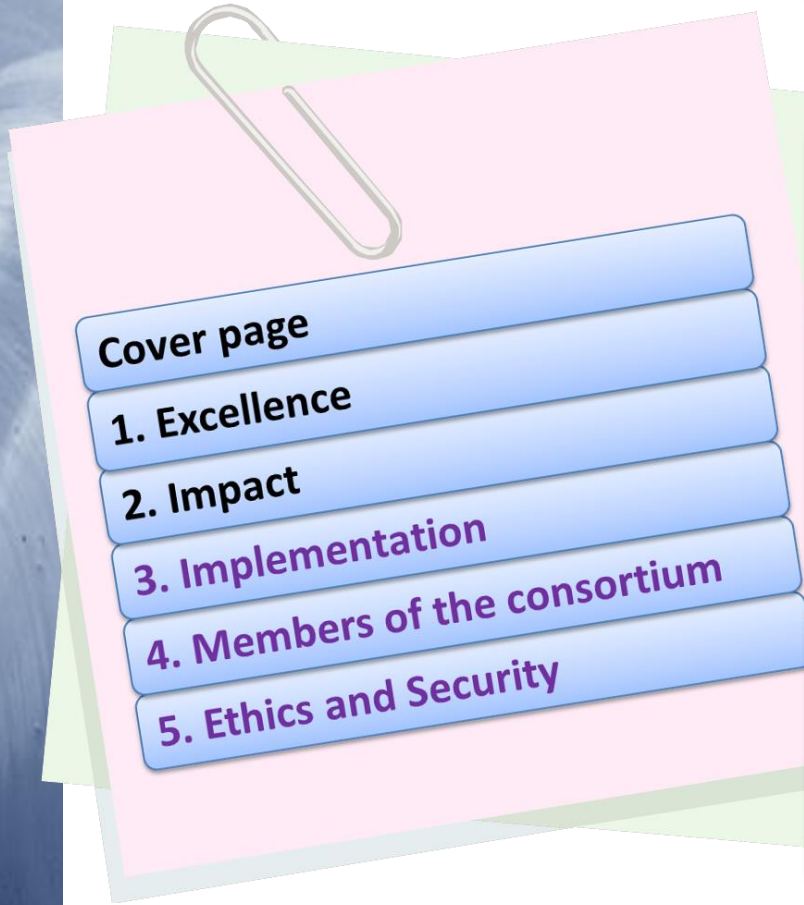 Cover page
1. Excellence
2. Impact
3. Implementation
4. Members of the consortium
5. Ethics and Security